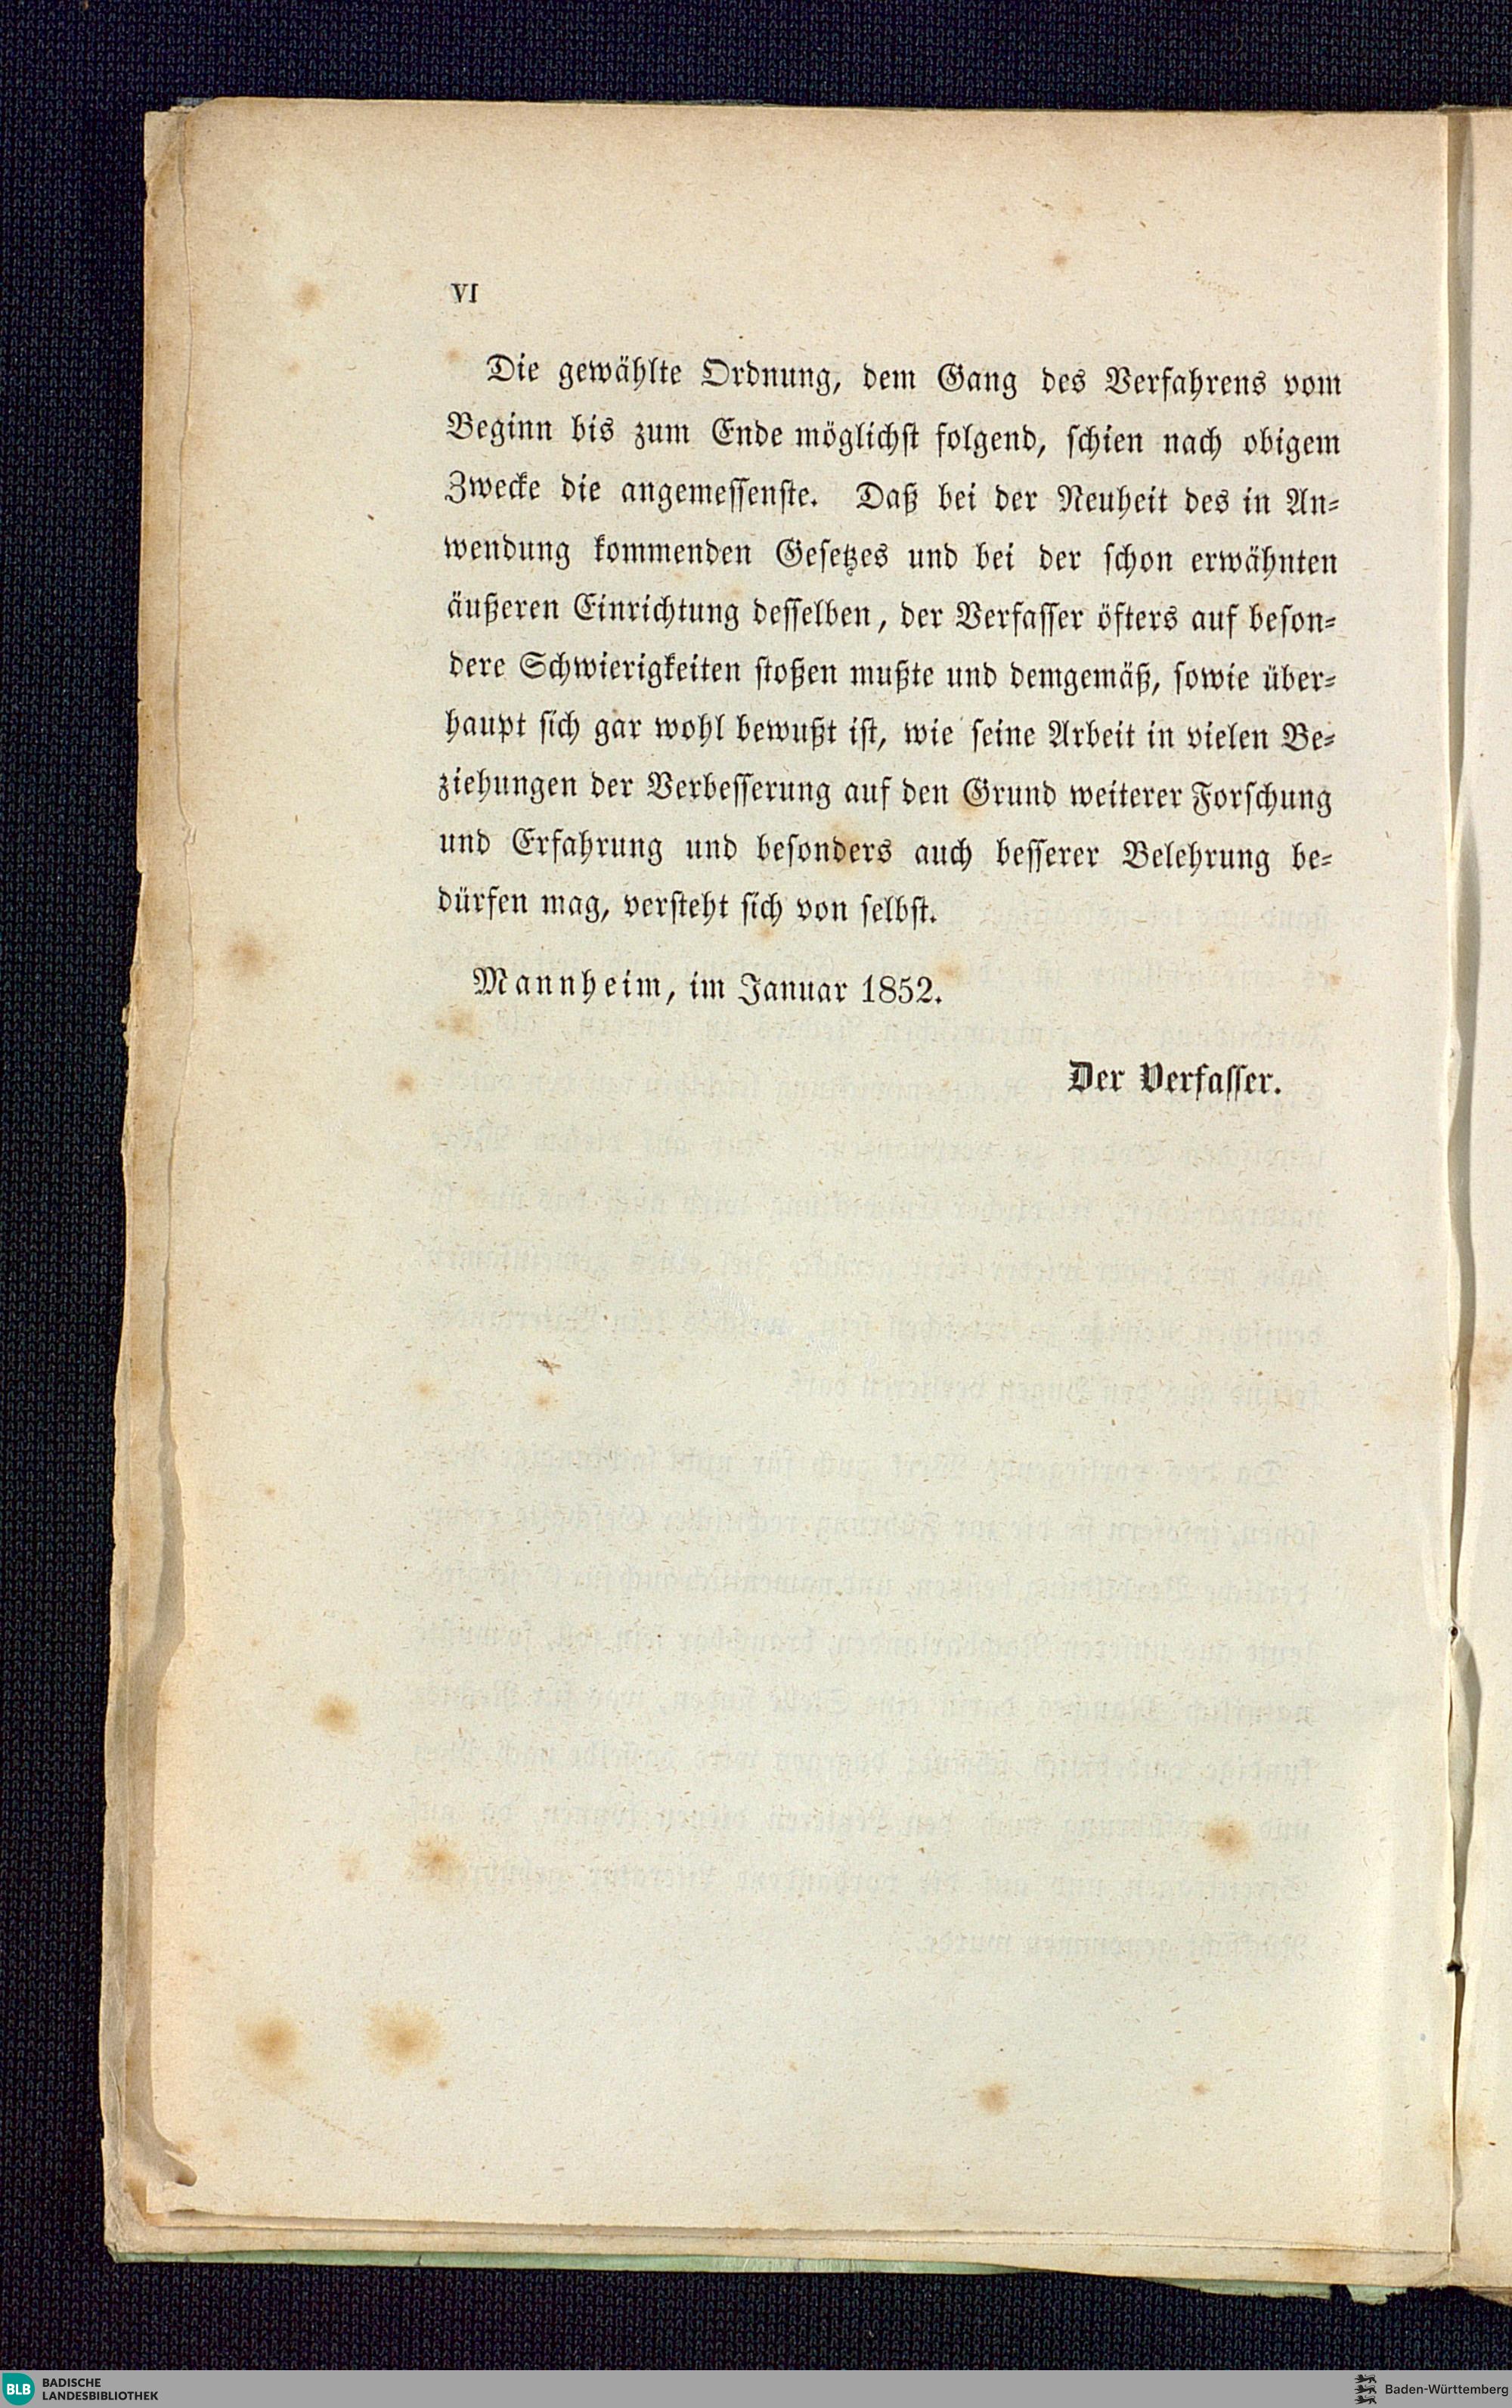 VI
Die gewählte Ordnung, dem Gang des Verfahrens vom
Beginn bis zum Ende möglichst folgend, schien nach obigem
Zwecke die angemessenste. Daß bei der Neuheit des in An-
wendung kommenden Gesetzes und bei der schon erwähnten
äußeren Einrichtung desselben, der Verfasser öfters auf beson-
dere Schwierigkeiten stoßen mußte und demgemäß, sowie über-
haupt sich gar wohl bewußt ist, wie seine Arbeit in vielen Be-
ziehungen der Verbesserung auf den Grund weiterer Forschung
und Erfahrung und besonders auch besserer Belehrung be-
dürfen mag, versteht sich von selbst.
Mannheim, im Januar 1852.
Der Verfasser.
BLB BADISCHE
LANDESBIBLIOTHEK
Baden-Württemberg